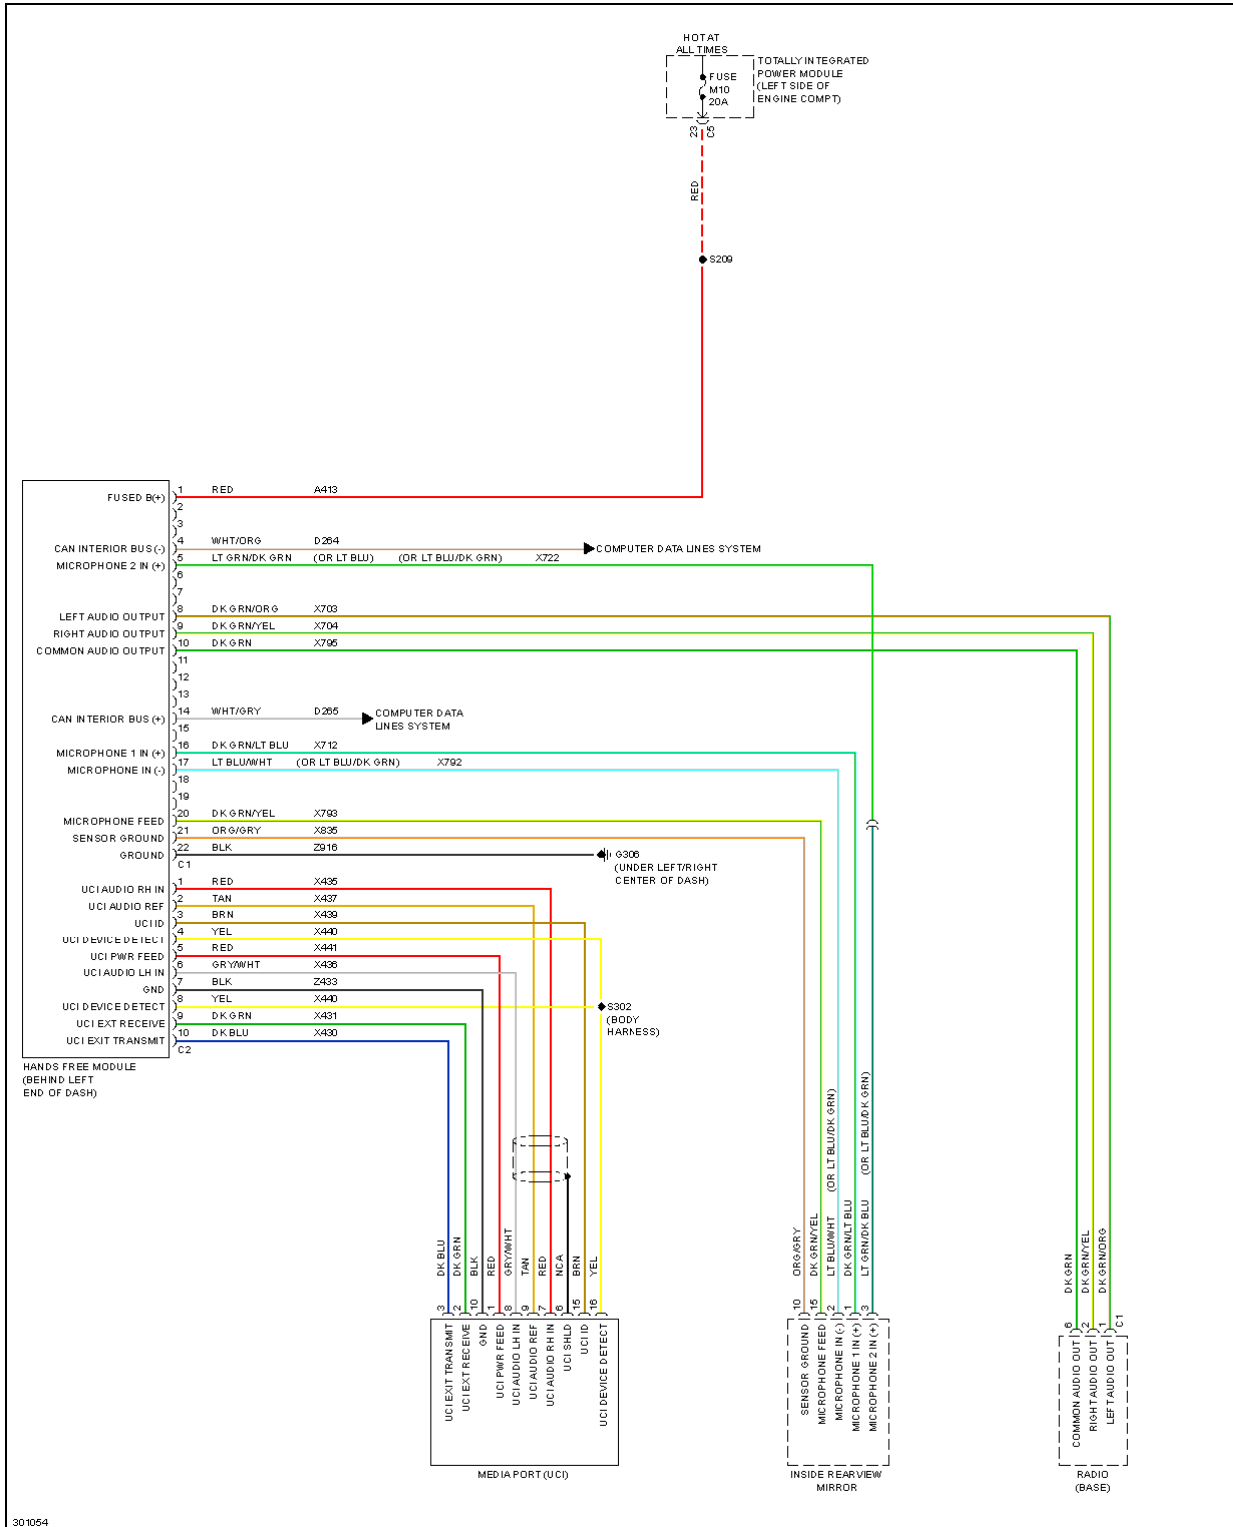 HOT AT
ALL TIMES
FUSE
M10
20A
TOTALLY INTEGRATED
POWER MODULE
(LEFT SIDE OF
ENGINE COMPT)
23
C5
RED
S209
FUSED B(+)
1
RED
A413
2
3
CAN INTERIOR BUS (-)
4
WHT/ORG
D264
COMPUTER DATA LINES SYSTEM
MICROPHONE 2 IN (+)
5
LT GRN/DK GRN
(OR LT BLU)
(OR LT BLU/DK GRN)
X722
6
7
LEFT AUDIO OUTPUT
8
DK GRN/ORG
X703
RIGHT AUDIO OUTPUT
9
DK GRN/YEL
X704
COMMON AUDIO OUTPUT
10
DK GRN
X795
11
12
13
CAN INTERIOR BUS (+)
14
WHT/GRY
D265
COMPUTER DATA
LINES SYSTEM
15
MICROPHONE 1 IN (+)
16
DK GRN/LT BLU
X712
MICROPHONE IN (-)
17
LT BLU/WHT
(OR LT BLU/DK GRN)
X792
18
19
MICROPHONE FEED
20
DK GRN/YEL
X793
SENSOR GROUND
21
ORG/GRY
X835
GROUND
22
BLK
Z916
C1
G306
(UNDER LEFT/RIGHT
CENTER OF DASH)
UCI AUDIO RH IN
1
RED
X435
UCI AUDIO REF
2
TAN
X437
UCI ID
3
BRN
X439
UCI DEVICE DETECT
4
YEL
X440
UCI PWR FEED
5
RED
X441
UCI AUDIO LH IN
6
GRY/WHT
X436
GND
7
BLK
Z433
UCI DEVICE DETECT
8
YEL
X440
UCI EXT RECEIVE
9
DK GRN
X431
UCI EXIT TRANSMIT
10
DK BLU
X430
C2
S302
(BODY
HARNESS)
HANDS FREE MODULE
(BEHIND LEFT
END OF DASH)
DK BLU
DK GRN
BLK
RED
GRY/WHT
TAN
RED
NCA
BRN
YEL
3
2
10
1
8
9
7
6
15
16
UCI EXIT TRANSMIT
UCI EXT RECEIVE
GND
UCI PWR FEED
UCI AUDIO LH IN
UCI AUDIO REF
UCI AUDIO RH IN
UCI SHLD
UCI ID
UCI DEVICE DETECT
MEDIA PORT (UCI)
ORG/GRY
DK GRN/YEL
LT BLU/WHT
(OR LT BLU/DK GRN)
DK GRN/LT BLU
LT GRN/DK BLU
(OR LT BLU/DK GRN)
10
15
2
1
3
SENSOR GROUND
MICROPHONE FEED
MICROPHONE IN (-)
MICROPHONE 1 IN (+)
MICROPHONE 2 IN (+)
INSIDE REARVIEW
MIRROR
DK GRN
DK GRN/YEL
DK GRN/ORG
6
2
1
C1
COMMON AUDIO OUT
RIGHT AUDIO OUT
LEFT AUDIO OUT
RADIO
(BASE)
301054